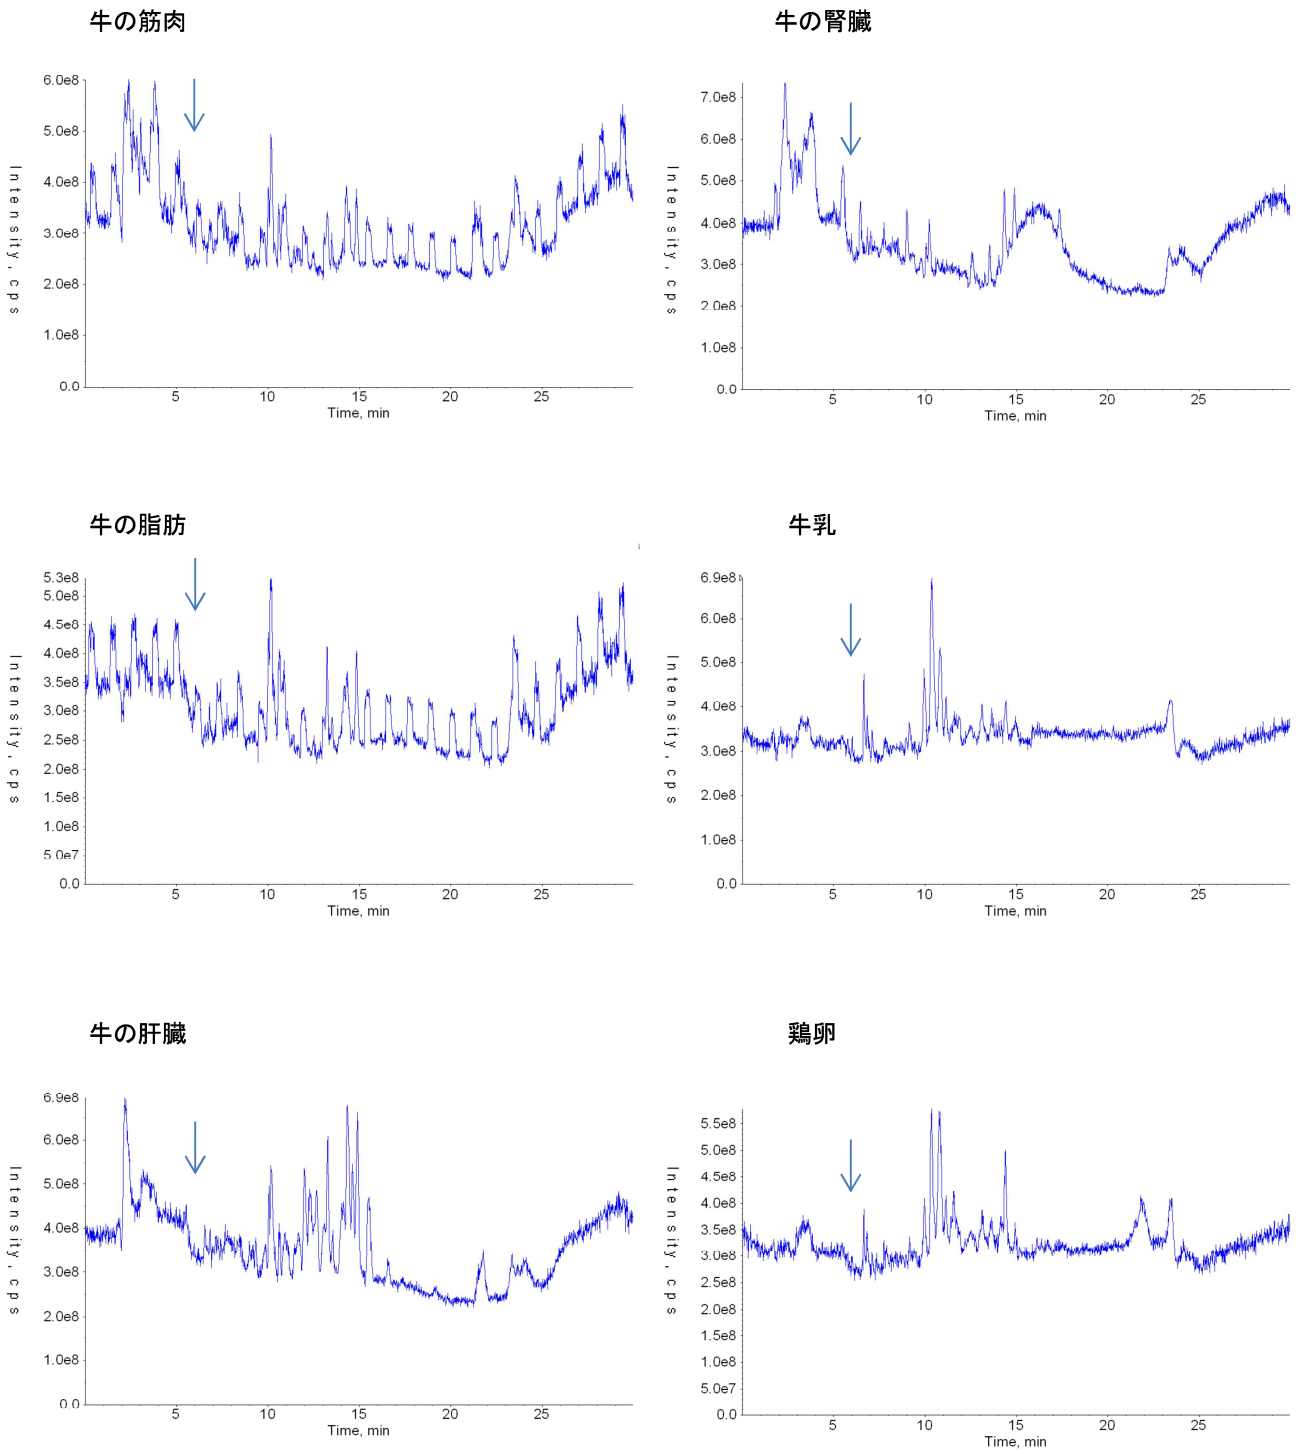 牛の筋肉
6.0e8
5.0e8
4.0e8
3.0e8
2.0e8
1.0e8
0.0
Intensity, cps
5 10 15 20 25
Time, min
牛の腎臓
7.0e8
6.0e8
5.0e8
4.0e8
3.0e8
2.0e8
1.0e8
0.0
Intensity, cps
5 10 15 20 25
Time, min
牛の脂肪
5.3e8
5.0e8
4.5e8
4.0e8
3.5e8
3.0e8
2.5e8
2.0e8
1.5e8
1.0e8
5.0e7
0.0
Intensity, cps
5 10 15 20 25
Time, min
牛乳
6.9e8
6.0e8
5.0e8
4.0e8
3.0e8
2.0e8
1.0e8
0.0
Intensity, cps
5 10 15 20 25
Time, min
牛の肝臓
6.9e8
6.0e8
5.0e8
4.0e8
3.0e8
2.0e8
1.0e8
0.0
Intensity, cps
5 10 15 20 25
Time, min
鶏卵
5.5e8
5.0e8
4.5e8
4.0e8
3.5e8
3.0e8
2.5e8
2.0e8
1.5e8
1.0e8
5.0e7
0.0
Intensity, cps
5 10 15 20 25
Time, min